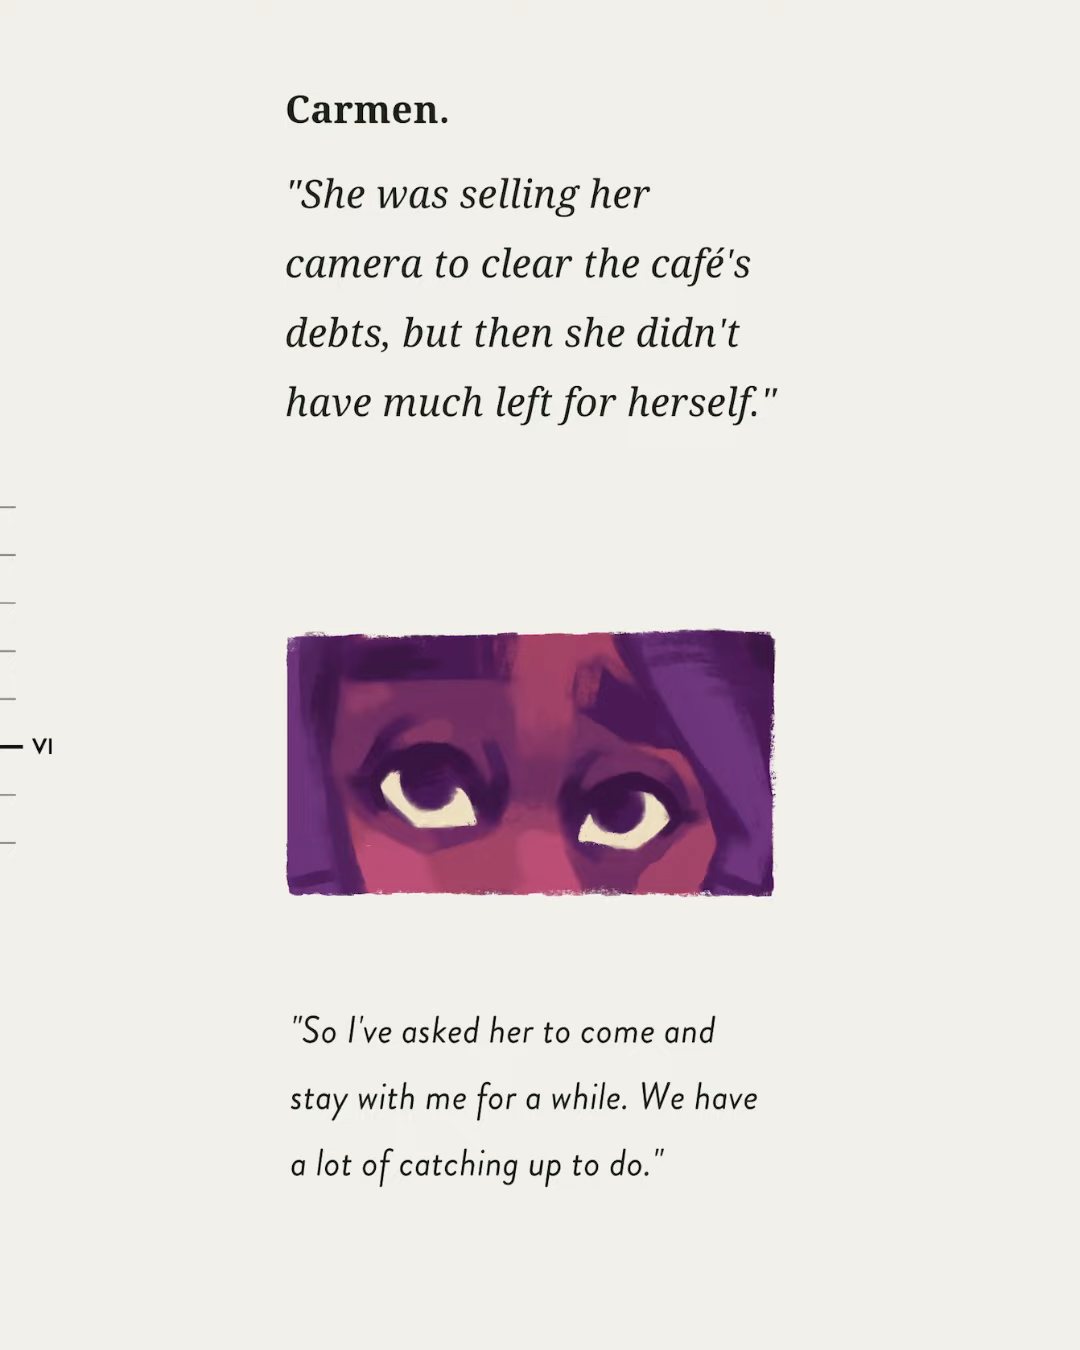 Carmen.
"She was selling her
camera to clear the café's
debts, but then she didn't
have much left for herself."
VI
"So I've asked her to come and
stay with me for a while. We have
a lot of catching up to do."